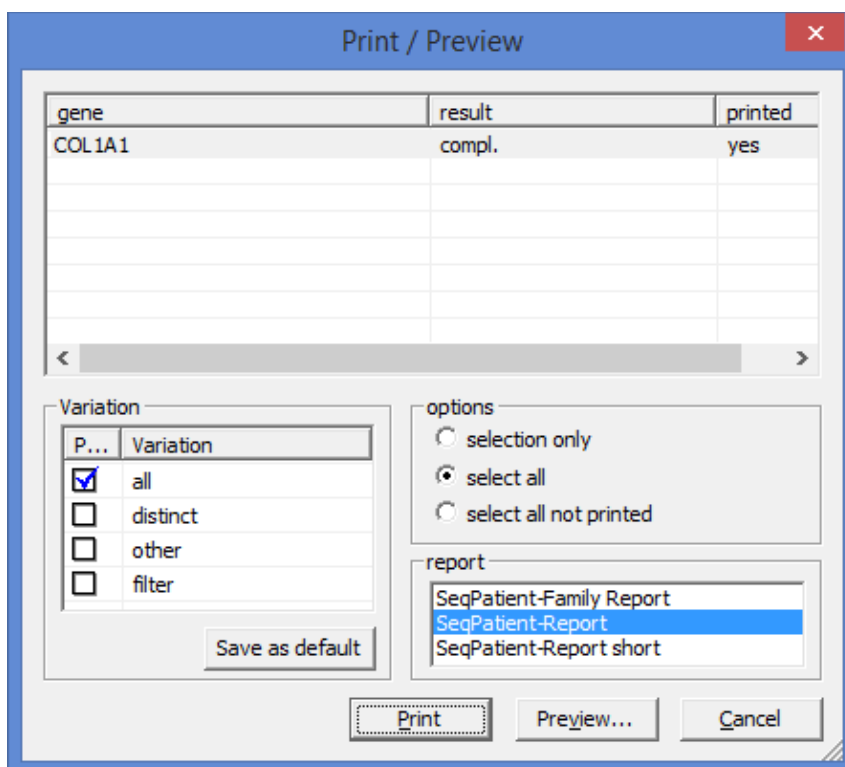 Print / Preview
gene result printed
COL1A1 compl. yes
Variation
P... Variation
all
distinct
other
filter
Save as default
options
selection only
select all
select all not printed
report
SeqPatient-Family Report
SeqPatient-Report
SeqPatient-Report short
Print Preview... Cancel